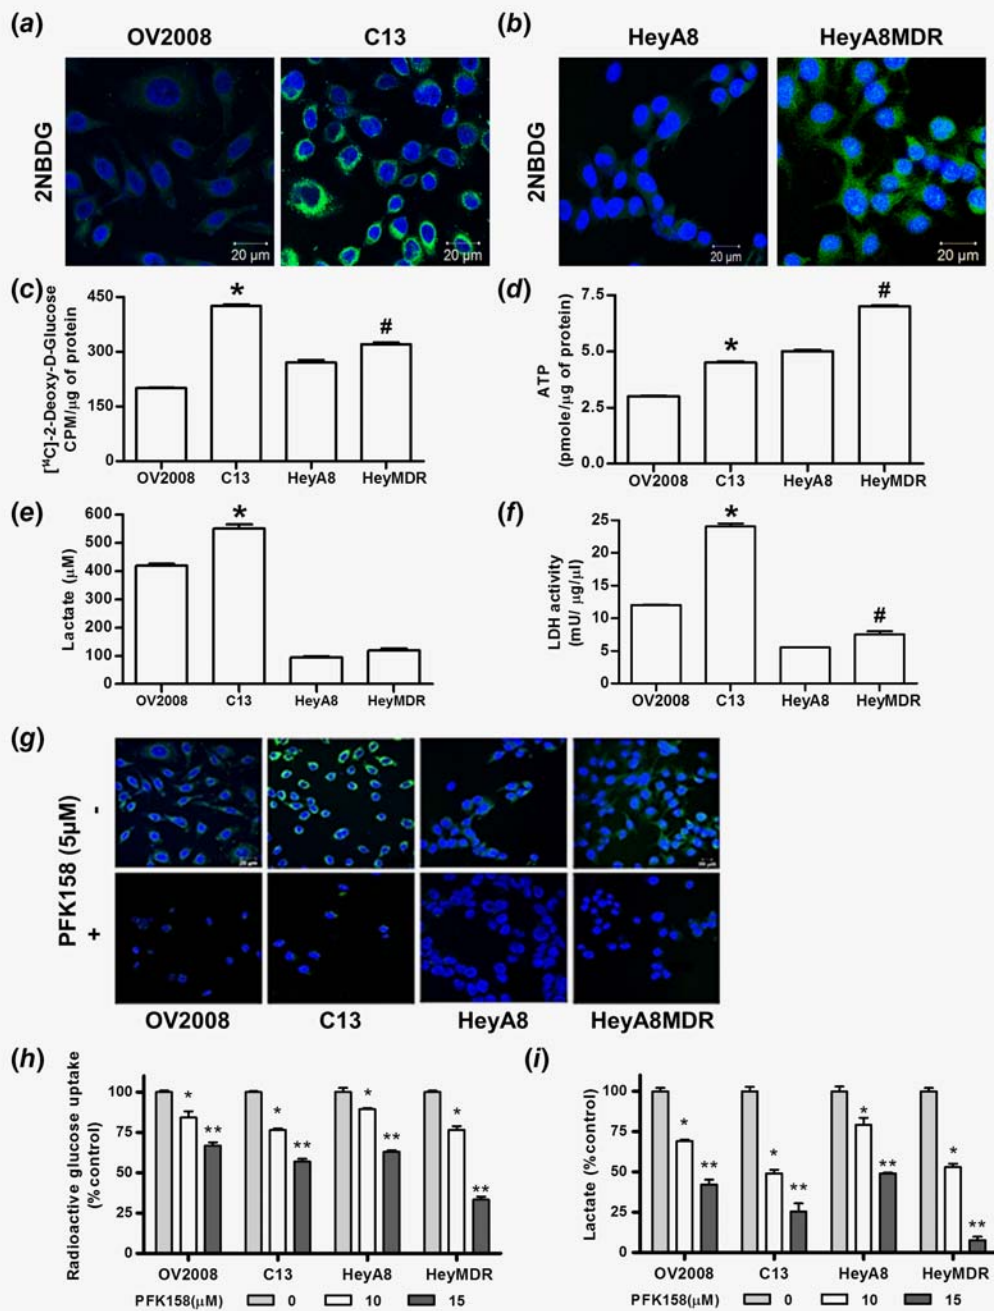 (a)
OV2008 C13
2NBDG
20 µm 20 µm
(b)
HeyA8 HeyA8MDR
2NBDG
20 µm 20 µm
(c)
[¹⁴C]-2-Deoxy-D-Glucose
CPM/µg of protein
450
300
150
0
* #
OV2008 C13 HeyA8 HeyMDR
(d)
ATP
(pmole/µg of protein)
7.5
5.0
2.5
0.0
* #
OV2008 C13 HeyA8 HeyMDR
(e)
Lactate (µM)
600
500
400
300
200
100
0
*
OV2008 C13 HeyA8 HeyMDR
(f)
LDH activity
(mU/ µg/µl)
25
20
15
10
5
0
* #
OV2008 C13 HeyA8 HeyMDR
(g)
PFK158 (5µM)
-
+
OV2008 C13 HeyA8 HeyA8MDR
(h)
Radioactive glucose uptake
(%control)
100
75
50
25
0
* ** * ** * ** * **
OV2008 C13 HeyA8 HeyMDR
PFK158(µM) 0 10 15
(i)
Lactate (%control)
100
75
50
25
0
* ** * ** * ** * **
OV2008 C13 HeyA8 HeyMDR
PFK158(µM) 0 10 15